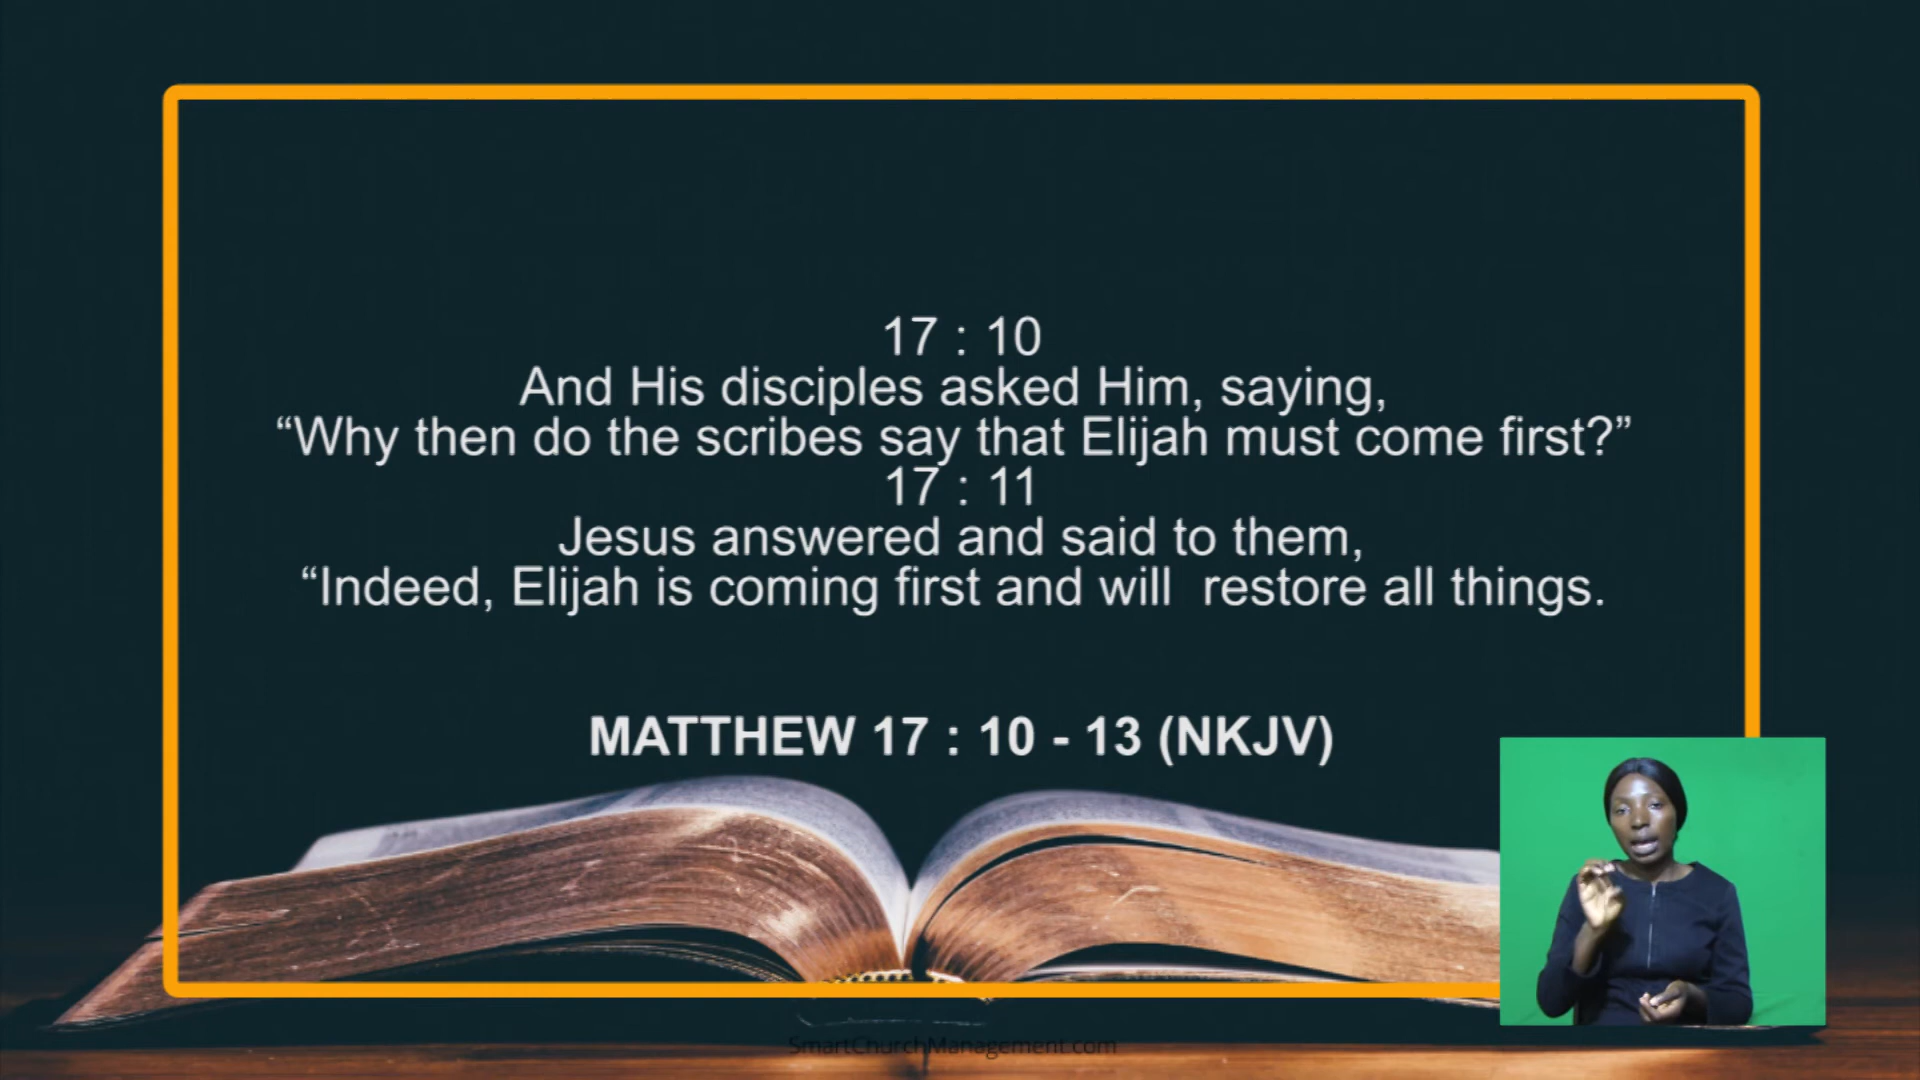 17 : 10
And His disciples asked Him, saying,
“Why then do the scribes say that Elijah must come first?”
17 : 11
Jesus answered and said to them,
“Indeed, Elijah is coming first and will  restore all things.
MATTHEW 17 : 10 - 13 (NKJV)
SmartChurchManagement.com